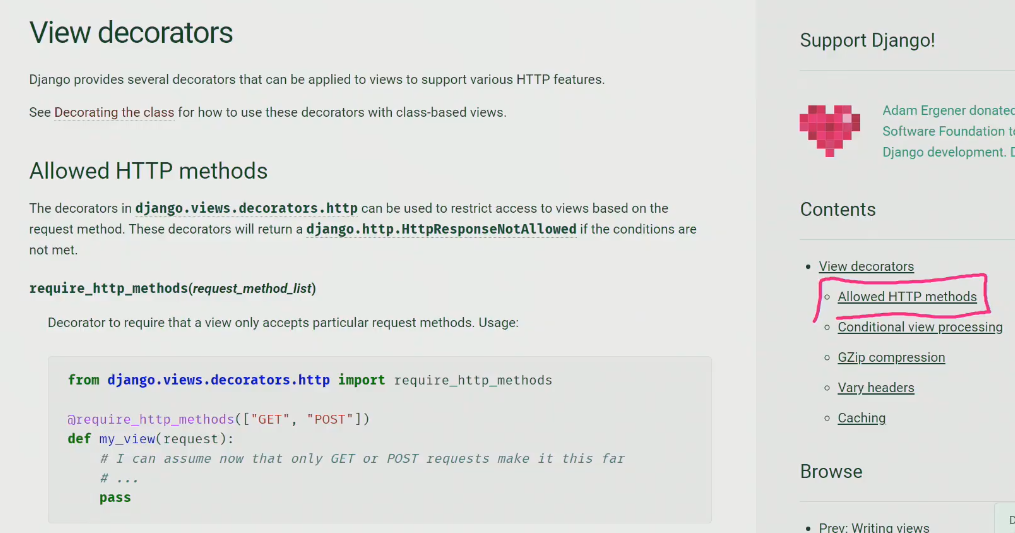 View decorators
Django provides several decorators that can be applied to views to support various HTTP features.
See Decorating the class for how to use these decorators with class-based views.
Allowed HTTP methods
The decorators in django.views.decorators.http can be used to restrict access to views based on the
request method. These decorators will return a django.http.HttpResponseNotAllowed if the conditions are
not met.
require_http_methods(request_method_list)
Decorator to require that a view only accepts particular request methods. Usage:
from django.views.decorators.http import require_http_methods
@require_http_methods(["GET", "POST"])
def my_view(request):
# I can assume now that only GET or POST requests make it this far
# ...
pass
Support Django!
Adam Ergener donated
Software Foundation to
Django development. D
Contents
View decorators
Allowed HTTP methods
Conditional view processing
GZip compression
Vary headers
Caching
Browse
Prev: Writing views
D